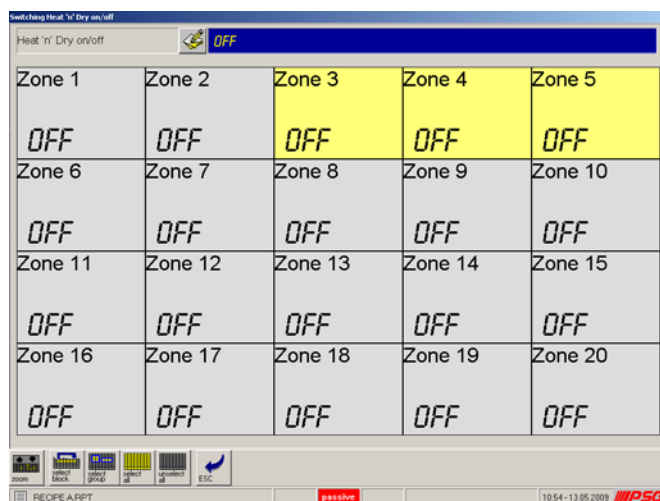 Switching Heat 'n' Dry on/off
Heat 'n' Dry on/off OFF
Zone 1 Zone 2 Zone 3 Zone 4 Zone 5
OFF OFF OFF OFF OFF
Zone 6 Zone 7 Zone 8 Zone 9 Zone 10
OFF OFF OFF OFF OFF
Zone 11 Zone 12 Zone 13 Zone 14 Zone 15
OFF OFF OFF OFF OFF
Zone 16 Zone 17 Zone 18 Zone 19 Zone 20
OFF OFF OFF OFF OFF
zoom select block select group select all unselect all ESC
RECIPEA.RPT passive 10:54 - 13.05 2009 PSG